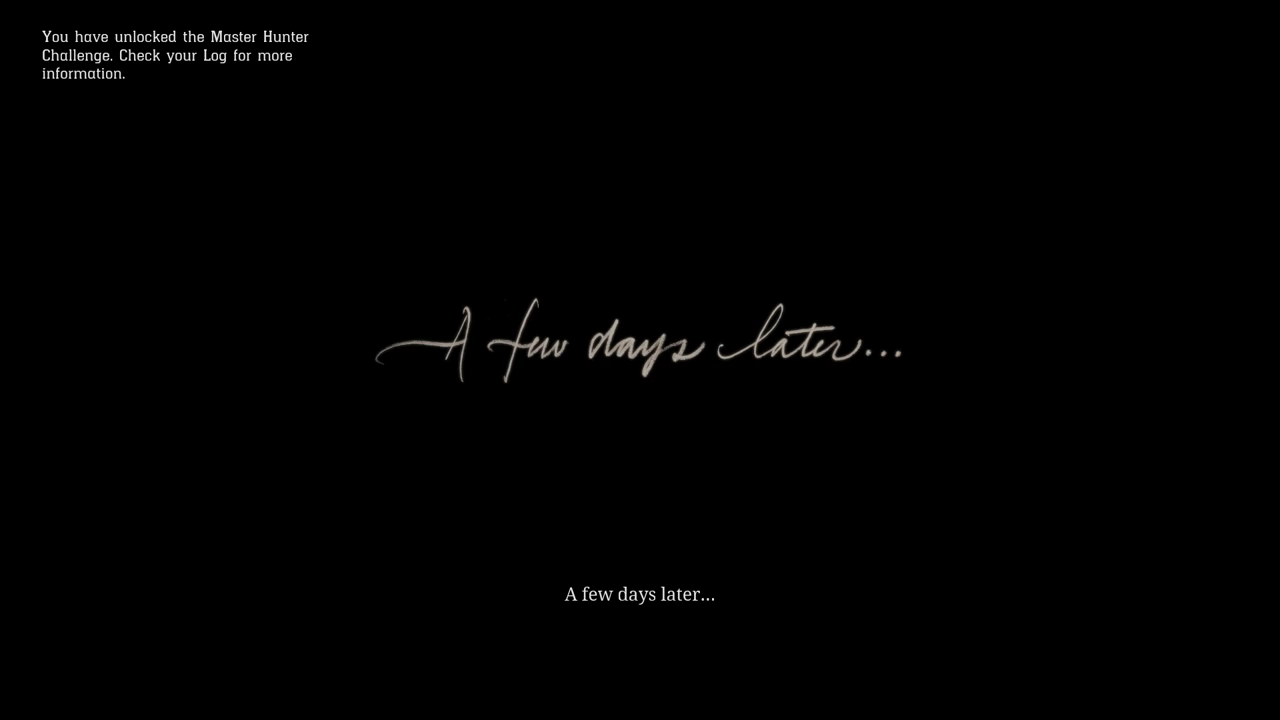 You have unlocked the Master Hunter
Challenge. Check your Log for more
information.
A few days later...
A few days later...